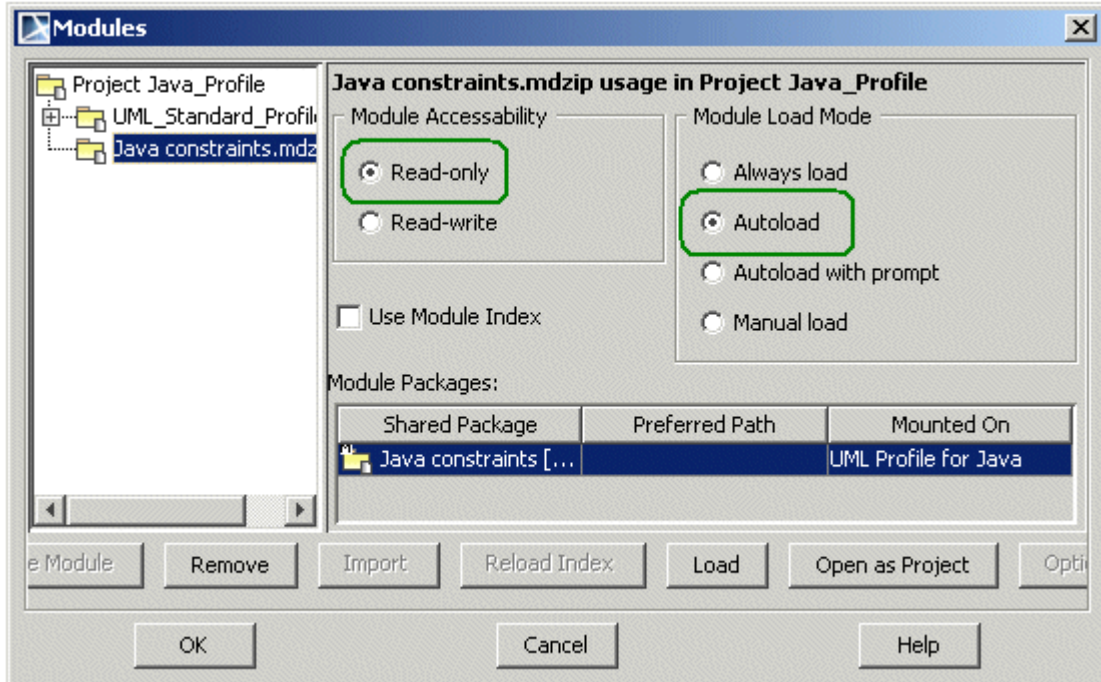 Modules
Project Java_Profile
UML_Standard_Profil
Java constraints.mdz
Java constraints.mdzip usage in Project Java_Profile
Module Accessability
Read-only
Read-write
Module Load Mode
Always load
Autoload
Autoload with prompt
Manual load
Use Module Index
Module Packages:
Shared Package Preferred Path Mounted On
Java constraints [... UML Profile for Java
e Module Remove Import Reload Index Load Open as Project Opti
OK Cancel Help